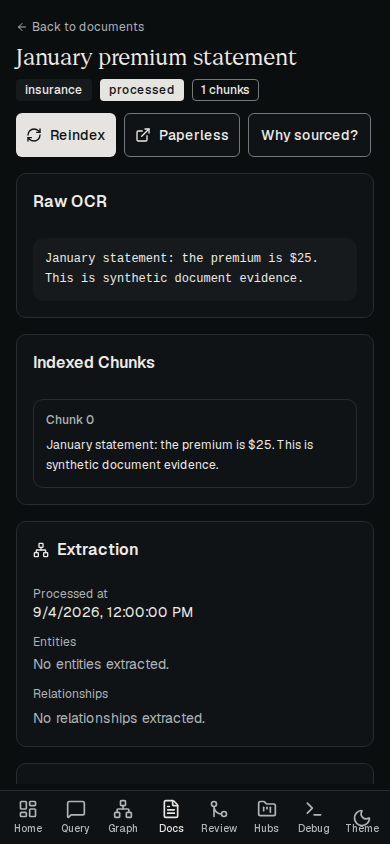 Back to documents
January premium statement
insurance processed 1 chunks
Reindex Paperless Why sourced?
Raw OCR
January statement: the premium is $25.
This is synthetic document evidence.
Indexed Chunks
Chunk 0
January statement: the premium is $25. This is
synthetic document evidence.
Extraction
Processed at
9/4/2026, 12:00:00 PM
Entities
No entities extracted.
Relationships
No relationships extracted.
Home Query Graph Docs Review Hubs Debug Theme